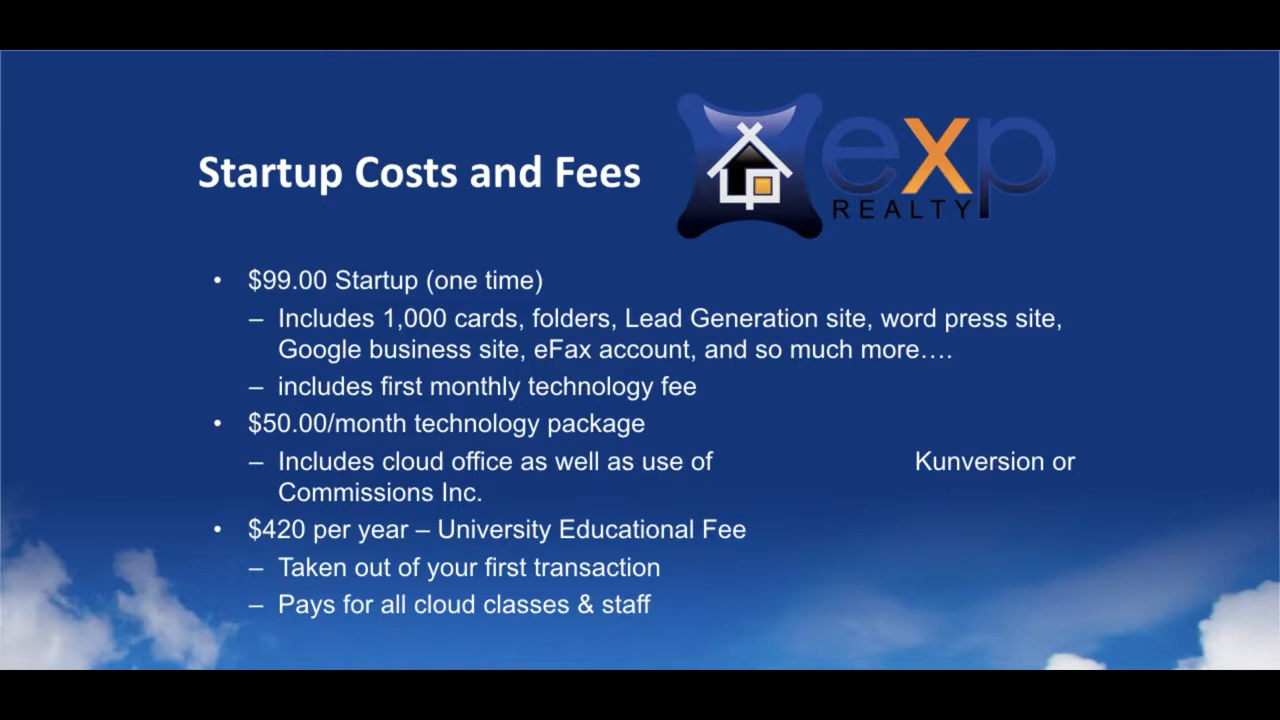 Startup Costs and Fees
exp
REALTY
• $99.00 Startup (one time)
– Includes 1,000 cards, folders, Lead Generation site, word press site,
Google business site, eFax account, and so much more….
– includes first monthly technology fee
• $50.00/month technology package
– Includes cloud office as well as use of Kunversion or
Commissions Inc.
• $420 per year – University Educational Fee
– Taken out of your first transaction
– Pays for all cloud classes & staff